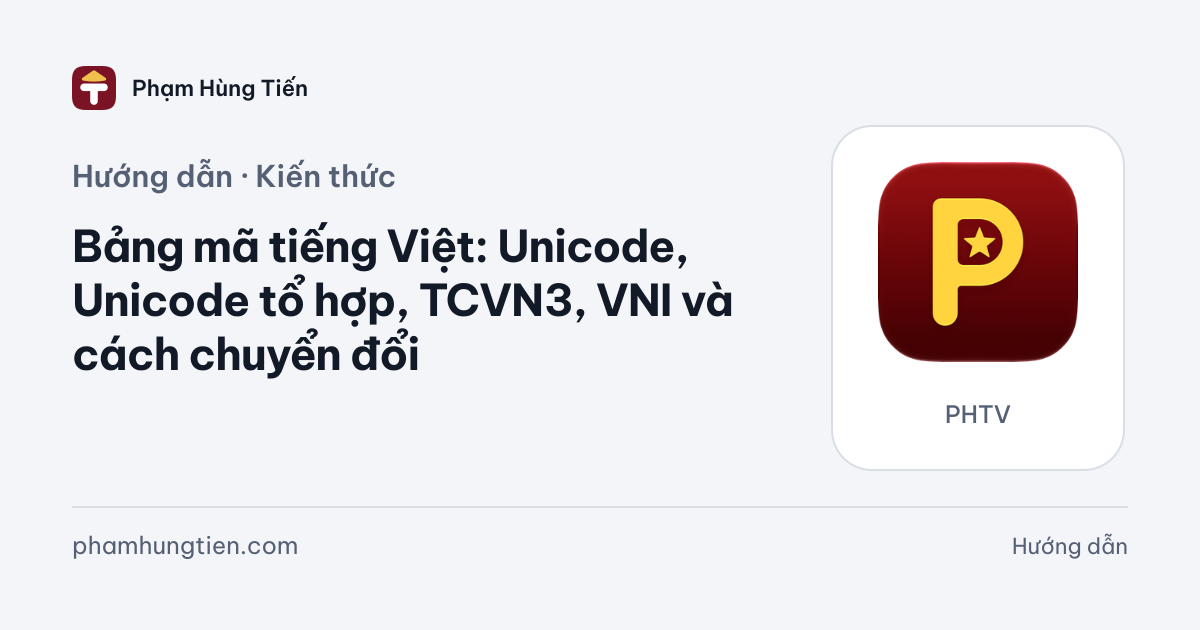 Phạm Hùng Tiến
Hướng dẫn · Kiến thức
Bảng mã tiếng Việt: Unicode,
Unicode tổ hợp, TCVN3, VNI và
cách chuyển đổi
P
PHTV
phamhungtien.com
Hướng dẫn